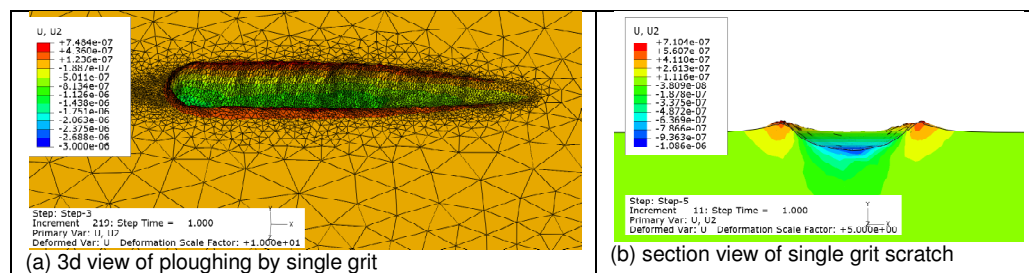 U, U2
+7.484e-07
+4.360e-07
+1.236e-07
-1.887e-07
-5.011e-07
-8.134e-07
-1.126e-06
-1.438e-06
-1.751e-06
-2.063e-06
-2.375e-06
-2.688e-06
-3.000e-06
Step: Step-3
Increment 219: Step Time = 1.000
Primary Var: U, U2
Deformed Var: U Deformation Scale Factor: +1.000e+01
Y
X
(a) 3d view of ploughing by single grit
U, U2
+7.104e-07
+5.607e-07
+4.110e-07
+2.613e-07
+1.116e-07
-3.809e-08
-1.878e-07
-3.375e-07
-4.872e-07
-6.369e-07
-7.866e-07
-9.363e-07
-1.086e-06
Step: Step-5
Increment 11: Step Time = 1.000
Primary Var: U, U2
Deformed Var: U Deformation Scale Factor: +5.000e+00
Y
Z X
(b) section view of single grit scratch